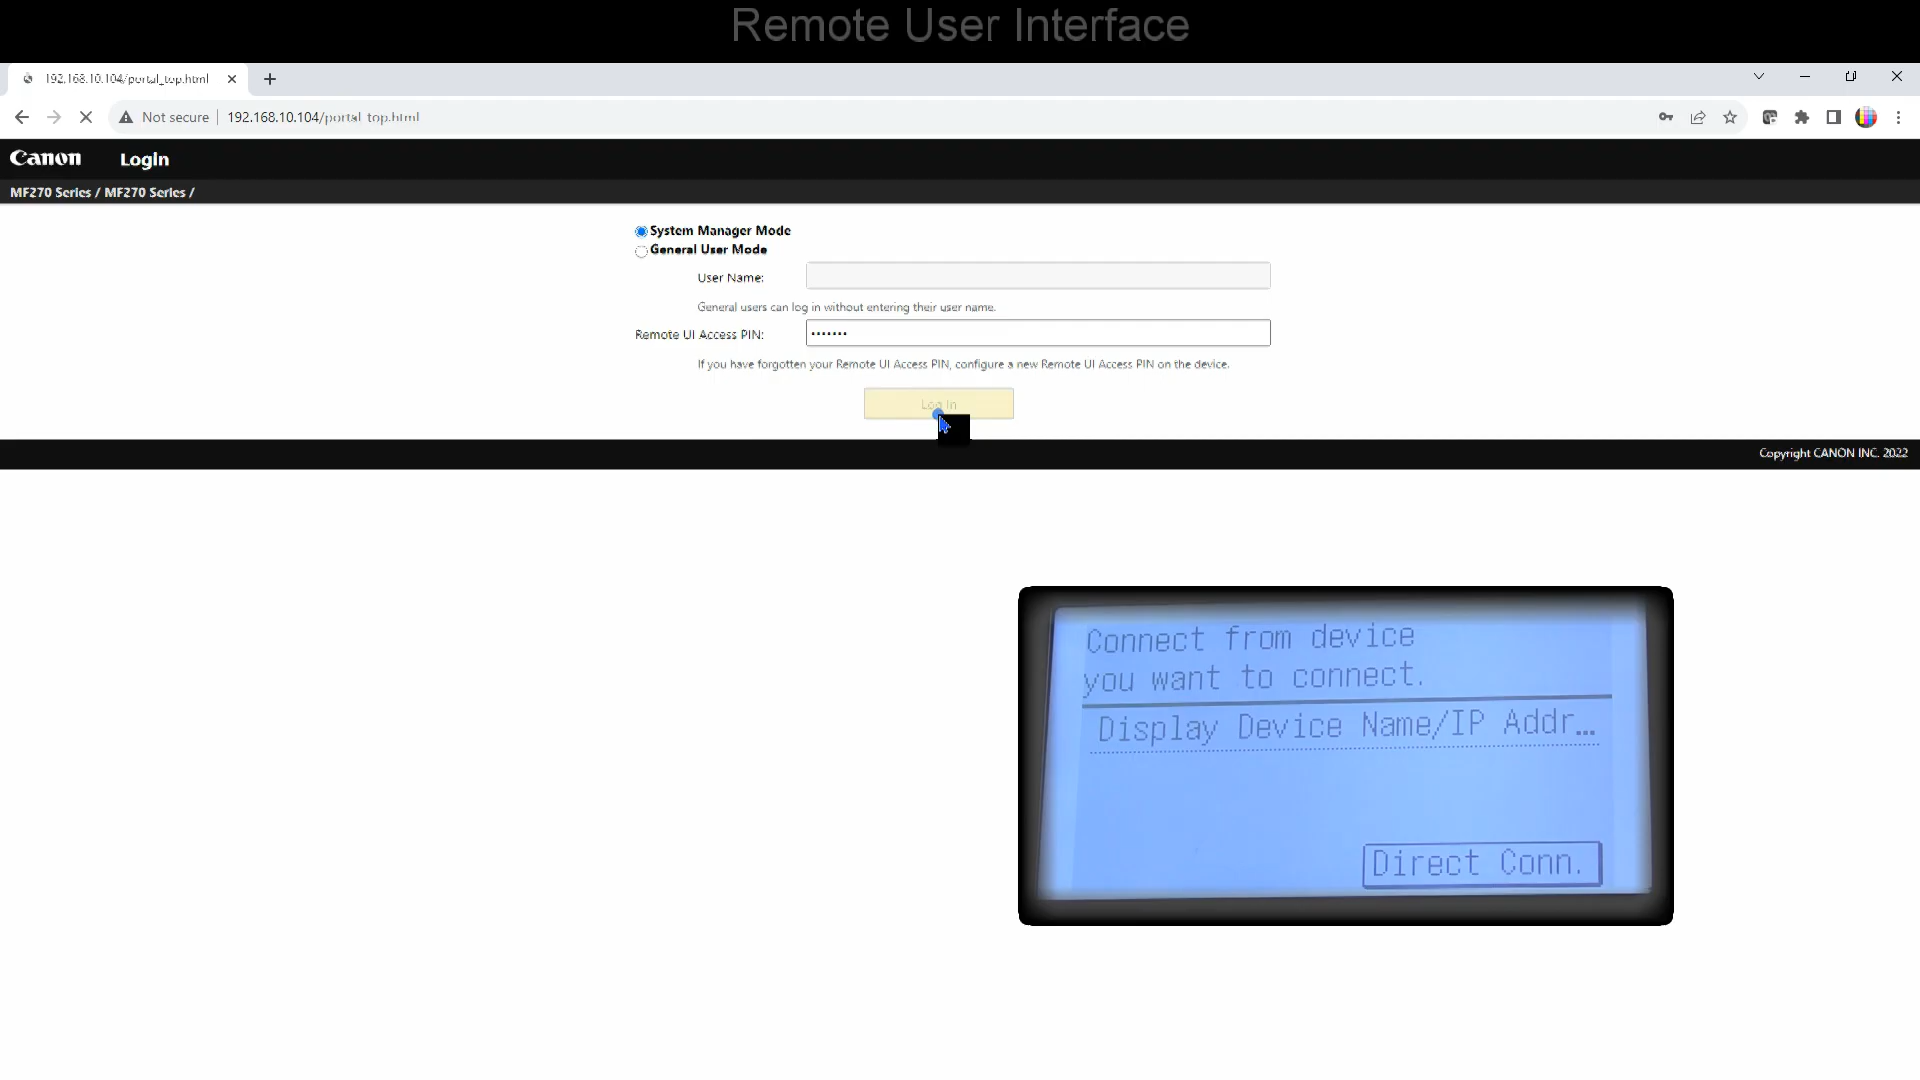 Remote User Interface
192.168.10.104/portal_top.html
Not secure 192.168.10.104/portal_top.html
Canon Login
MF270 Series / MF270 Series /
System Manager Mode
General User Mode
User Name:
General users can log in without entering their user name.
Remote UI Access PIN: •••••••
If you have forgotten your Remote UI Access PIN, configure a new Remote UI Access PIN on the device.
Log In
Copyright CANON INC. 2022
Connect from device
you want to connect.
Display Device Name/IP Addr...
Direct Conn.